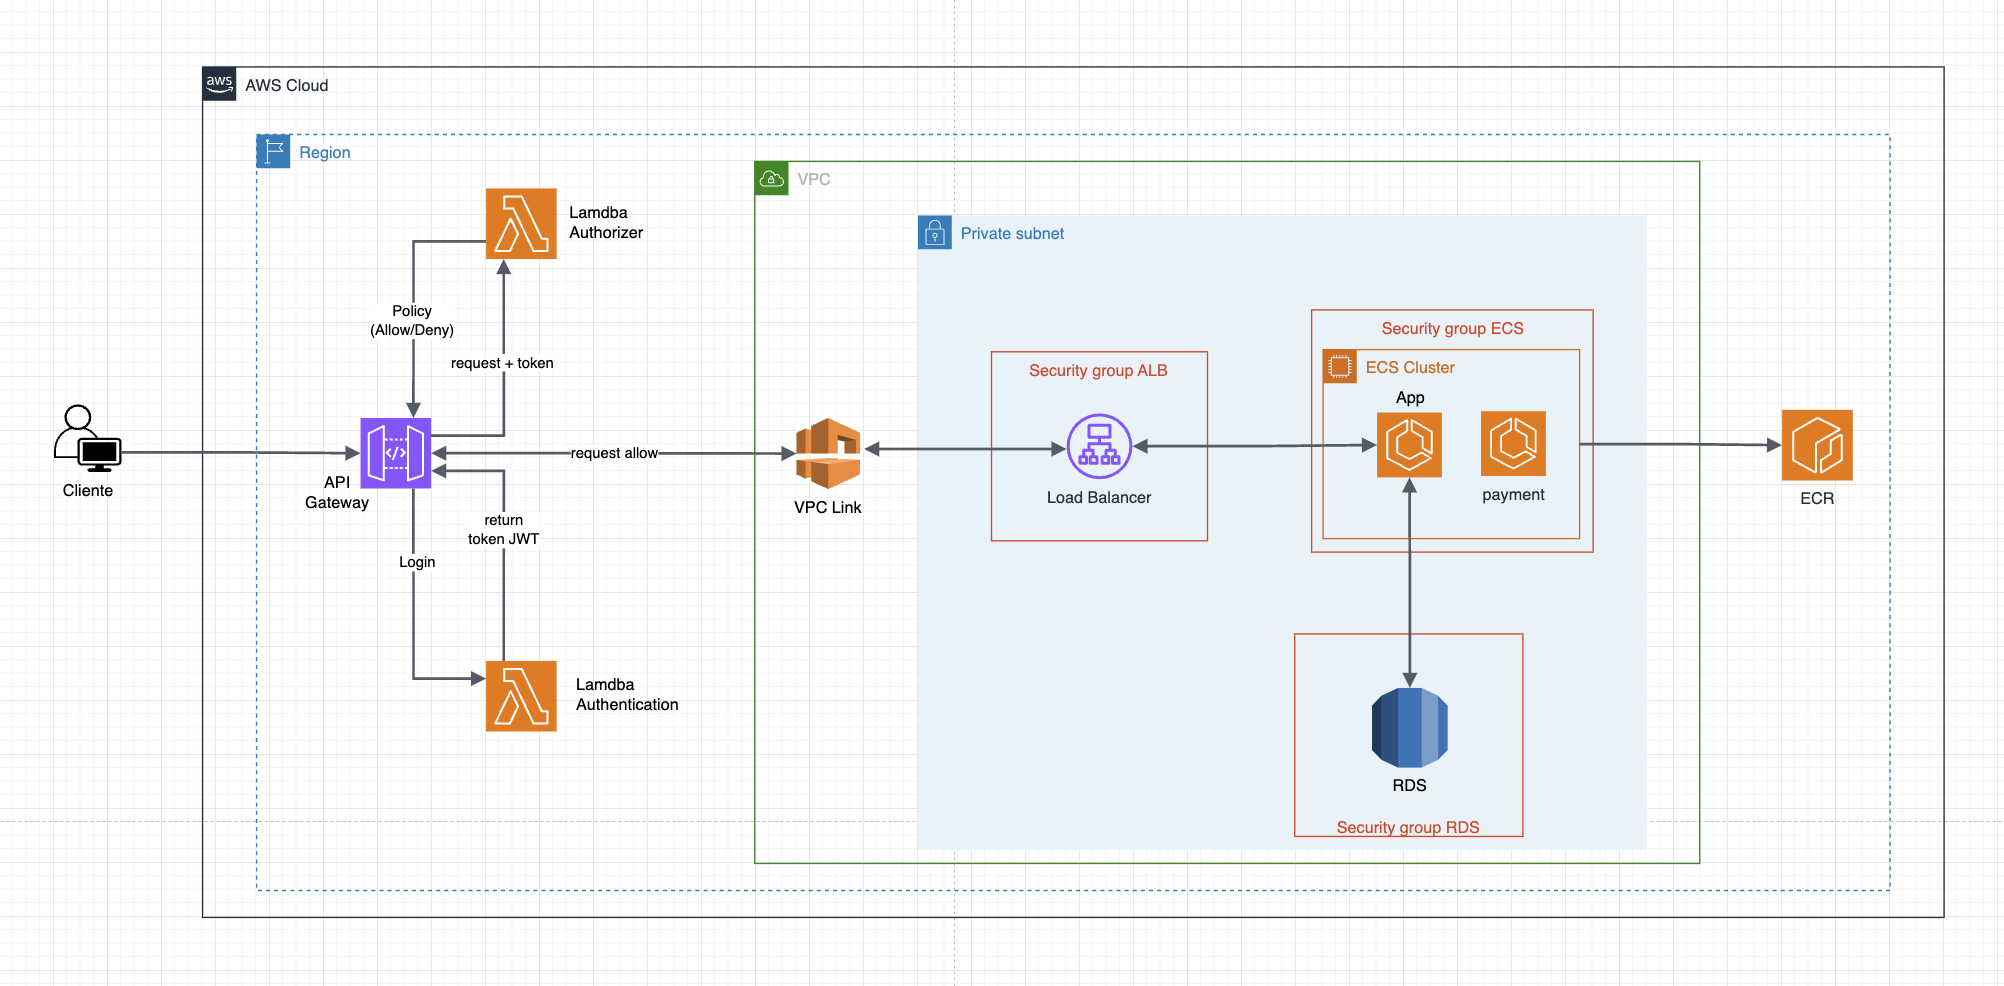 aws
AWS Cloud
Region
VPC
Lamdba
Authorizer
Private subnet
Policy
(Allow/Deny)
request + token
Security group ECS
ECS Cluster
App
Security group ALB
Cliente
API
Gateway
</>
request allow
VPC Link
Load Balancer
payment
ECR
return
token JWT
Login
Lamdba
Authentication
RDS
Security group RDS